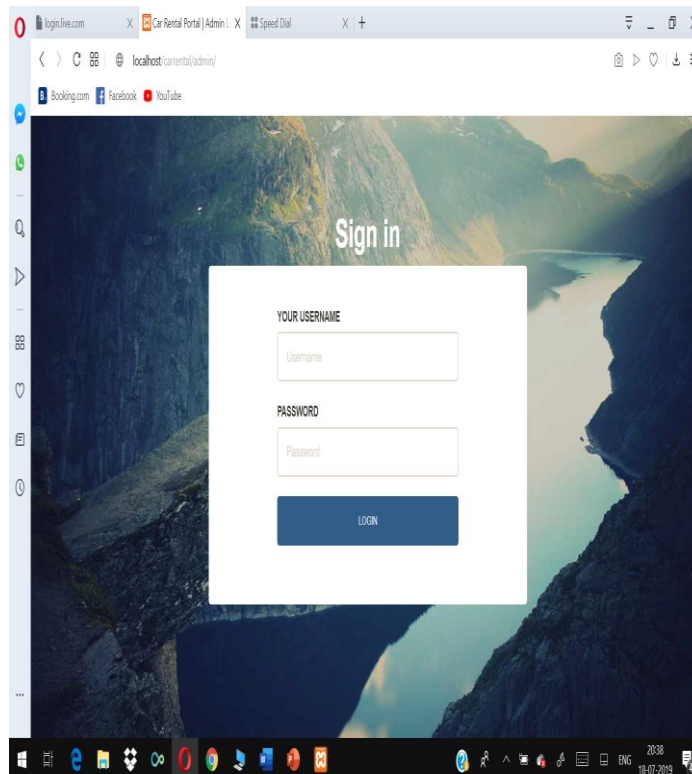 login.live.com X Car Rental Portal | Admin L X Speed Dial X +
localhost/carrental/admin/
B. Booking.com Facebook YouTube
Sign in
YOUR USERNAME
Username
PASSWORD
Password
LOGIN
ENG 20:38
18-07-2019